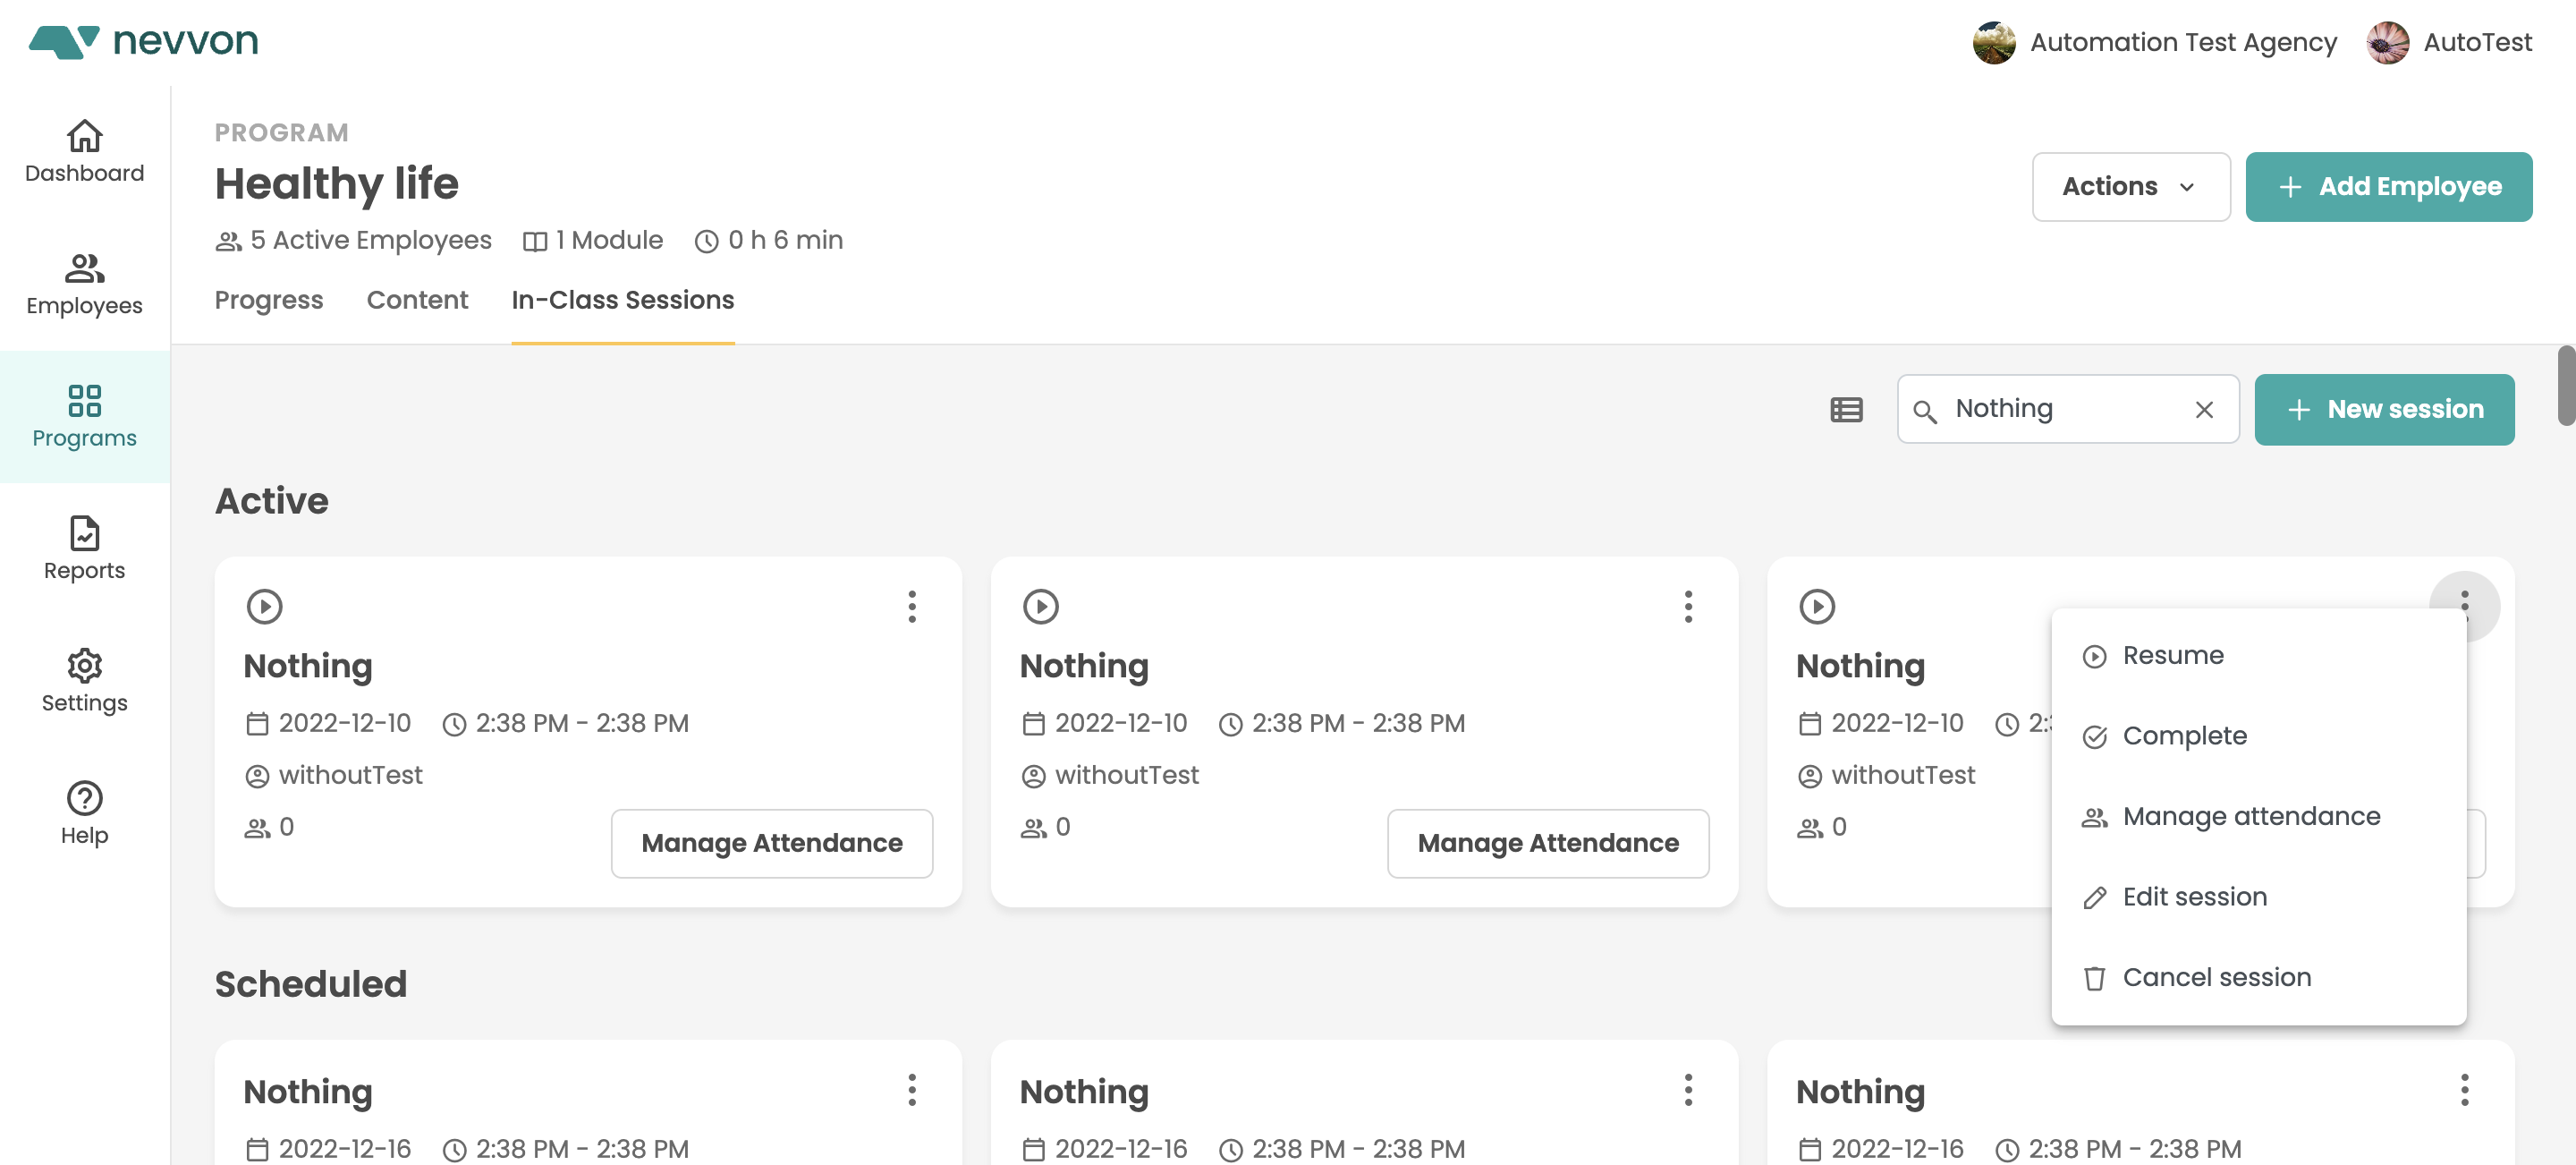 nevvon
Automation Test Agency
AutoTest
Dashboard
Employees
Programs
Reports
Settings
Help
PROGRAM
Healthy life
5 Active Employees 1 Module 0 h 6 min
Actions
Add Employee
Progress Content In-Class Sessions
Nothing
New session
Active
Nothing
2022-12-10 2:38 PM - 2:38 PM
withoutTest
0
Manage Attendance
Nothing
2022-12-10 2:38 PM - 2:38 PM
withoutTest
0
Manage Attendance
Nothing
2022-12-10
withoutTest
0
Resume
Complete
Manage attendance
Edit session
Cancel session
Scheduled
Nothing
2022-12-16 2:38 PM - 2:38 PM
Nothing
2022-12-16 2:38 PM - 2:38 PM
Nothing
2022-12-16 2:38 PM - 2:38 PM